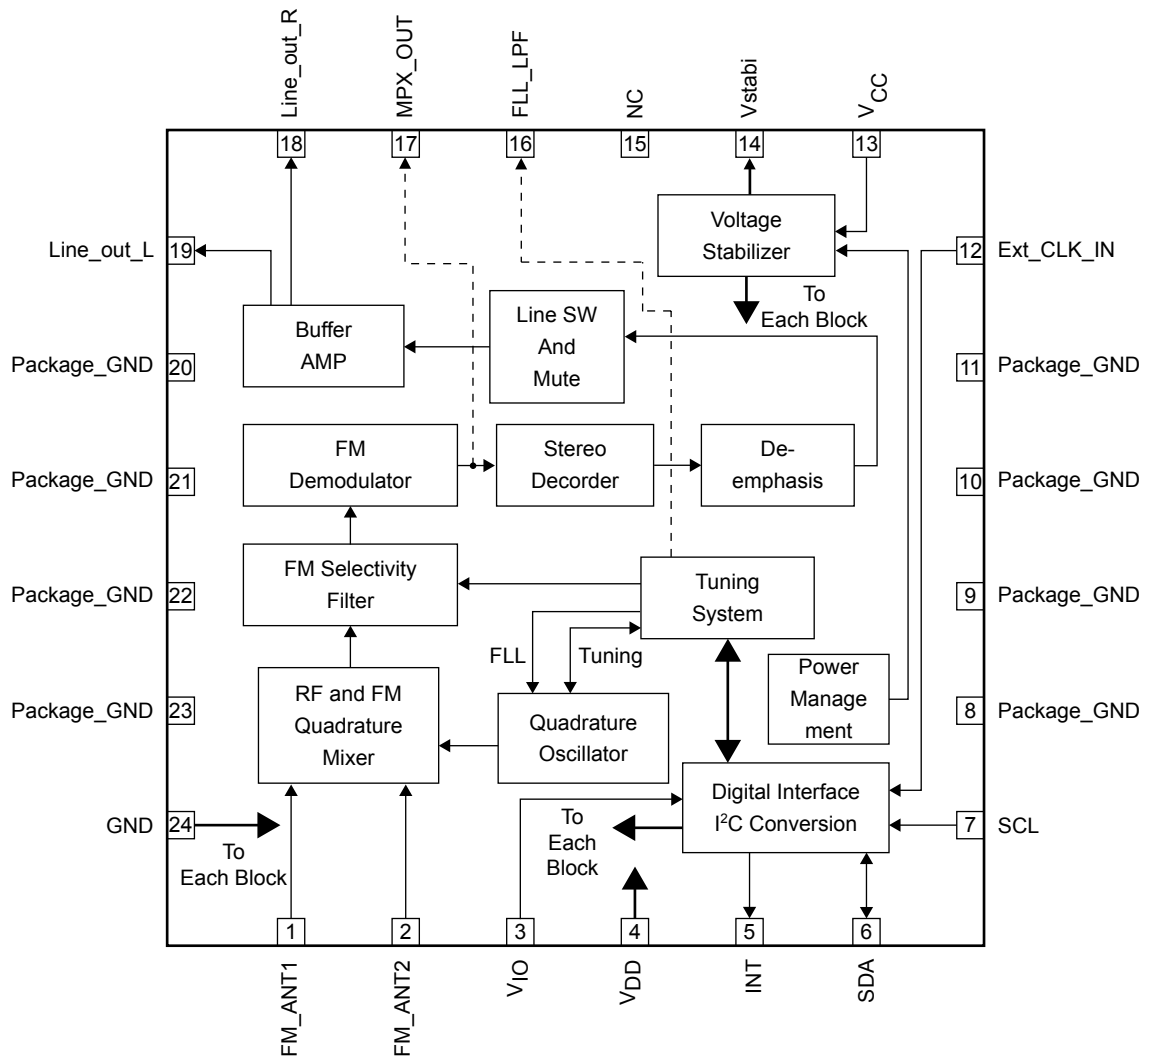 Line_out_R
MPX_OUT
FLL_LPF
NC
Vstabi
VCC
18
17
16
15
14
13
Voltage
Stabilizer
Line_out_L
19
12
Ext_CLK_IN
To
Each Block
Buffer
AMP
Line SW
And
Mute
Package_GND
20
11
Package_GND
FM
Demodulator
Stereo
Decorder
De-
emphasis
Package_GND
21
10
Package_GND
FM Selectivity
Filter
Tuning
System
Package_GND
22
9
Package_GND
FLL
Tuning
Power
Manage
ment
RF and FM
Quadrature
Mixer
Quadrature
Oscillator
Package_GND
23
8
Package_GND
Digital Interface
I²C Conversion
To
Each
Block
GND
24
7
SCL
To
Each Block
1
2
3
4
5
6
FM_ANT1
FM_ANT2
VIO
VDD
INT
SDA